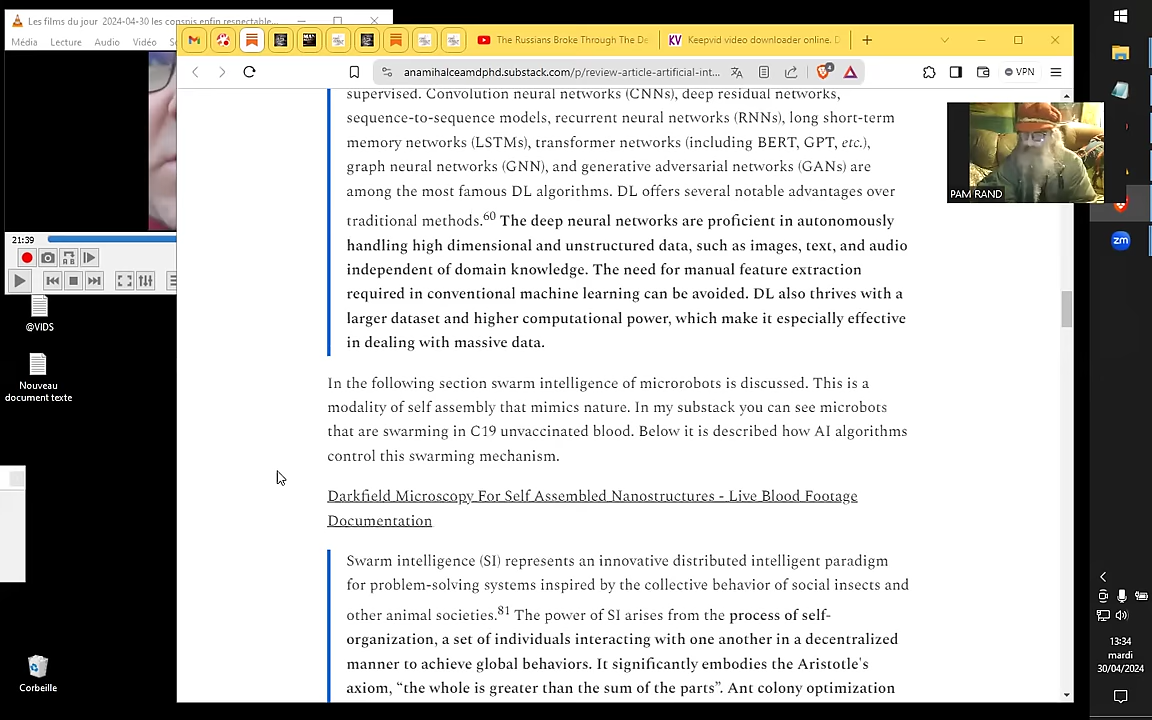 Les films du jour 2024-04-30 les conspis enfin respectable...
Média Lecture Audio Vidéo
The Russians Broke Through The De
Keepvid video downloader online. D
anamihalceamdphd.substack.com/p/review-article-artificial-int...
4
VPN
supervised. Convolution neural networks (CNNs), deep residual networks,
sequence-to-sequence models, recurrent neural networks (RNNs), long short-term
memory networks (LSTMs), transformer networks (including BERT, GPT, etc.),
graph neural networks (GNN), and generative adversarial networks (GANs) are
among the most famous DL algorithms. DL offers several notable advantages over
traditional methods.60 The deep neural networks are proficient in autonomously
handling high dimensional and unstructured data, such as images, text, and audio
independent of domain knowledge. The need for manual feature extraction
required in conventional machine learning can be avoided. DL also thrives with a
larger dataset and higher computational power, which make it especially effective
in dealing with massive data.
In the following section swarm intelligence of microrobots is discussed. This is a
modality of self assembly that mimics nature. In my substack you can see microbots
that are swarming in C19 unvaccinated blood. Below it is described how AI algorithms
control this swarming mechanism.
Darkfield Microscopy For Self Assembled Nanostructures - Live Blood Footage
Documentation
Swarm intelligence (SI) represents an innovative distributed intelligent paradigm
for problem-solving systems inspired by the collective behavior of social insects and
other animal societies.81 The power of SI arises from the process of self-
organization, a set of individuals interacting with one another in a decentralized
manner to achieve global behaviors. It significantly embodies the Aristotle's
axiom, “the whole is greater than the sum of the parts”. Ant colony optimization
PAM RAND
21:39
@VIDS
Nouveau
document texte
Corbeille
zm
13:34
mardi
30/04/2024